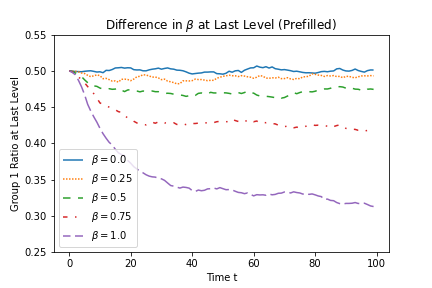 Difference in β at Last Level (Prefilled)
Group 1 Ratio at Last Level
0.55
0.50
0.45
0.40
0.35
0.30
0.25
β = 0.0
β = 0.25
β = 0.5
β = 0.75
β = 1.0
0
20
40
60
80
100
Time t